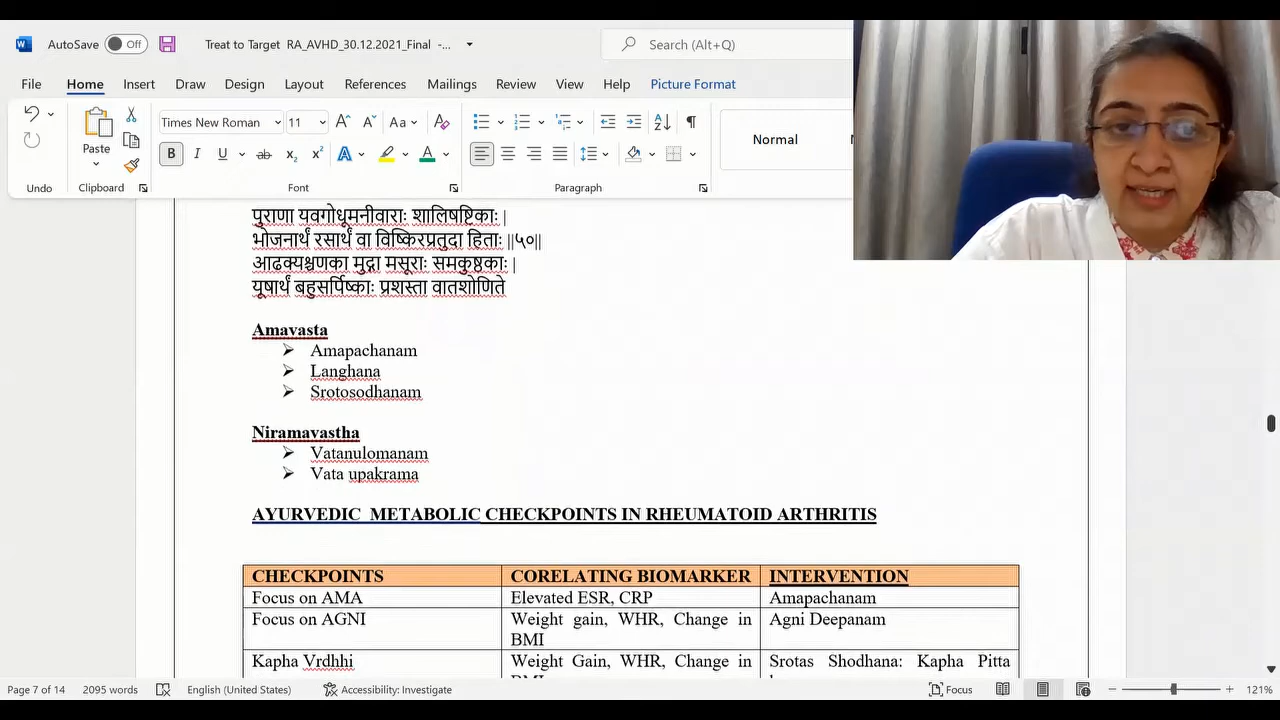 AutoSave Off Treat to Target RA_AVHD_30.12.2021_Final -... Search (Alt+Q)
File Home Insert Draw Design Layout References Mailings Review View Help Picture Format
Times New Roman 11 Aa
Paste B I U ab x₂ x² A A Normal
Undo Clipboard Font Paragraph
पुराणा यवगोधूमनीवाराः शालिषष्टिकाः |
भोजनार्थं रसार्थं वा विष्किरप्रतुदा हिताः ||५०||
आढक्यश्चणका मुद्गा मसूराः समकुष्ठकाः |
यूषार्थं बहुसर्पिष्काः प्रशस्ता वातशोणिते
Amavasta
➢ Amapachanam
➢ Langhana
➢ Srotosodhanam
Niramavastha
➢ Vatanulomanam
➢ Vata upakrama
AYURVEDIC METABOLIC CHECKPOINTS IN RHEUMATOID ARTHRITIS
CHECKPOINTS CORELATING BIOMARKER INTERVENTION
Focus on AMA Elevated ESR, CRP Amapachanam
Focus on AGNI Weight gain, WHR, Change in Agni Deepanam
BMI
Kapha Vrdhhi Weight Gain, WHR, Change in Srotas Shodhana: Kapha Pitta
Page 7 of 14 2095 words English (United States) Accessibility: Investigate Focus 121%